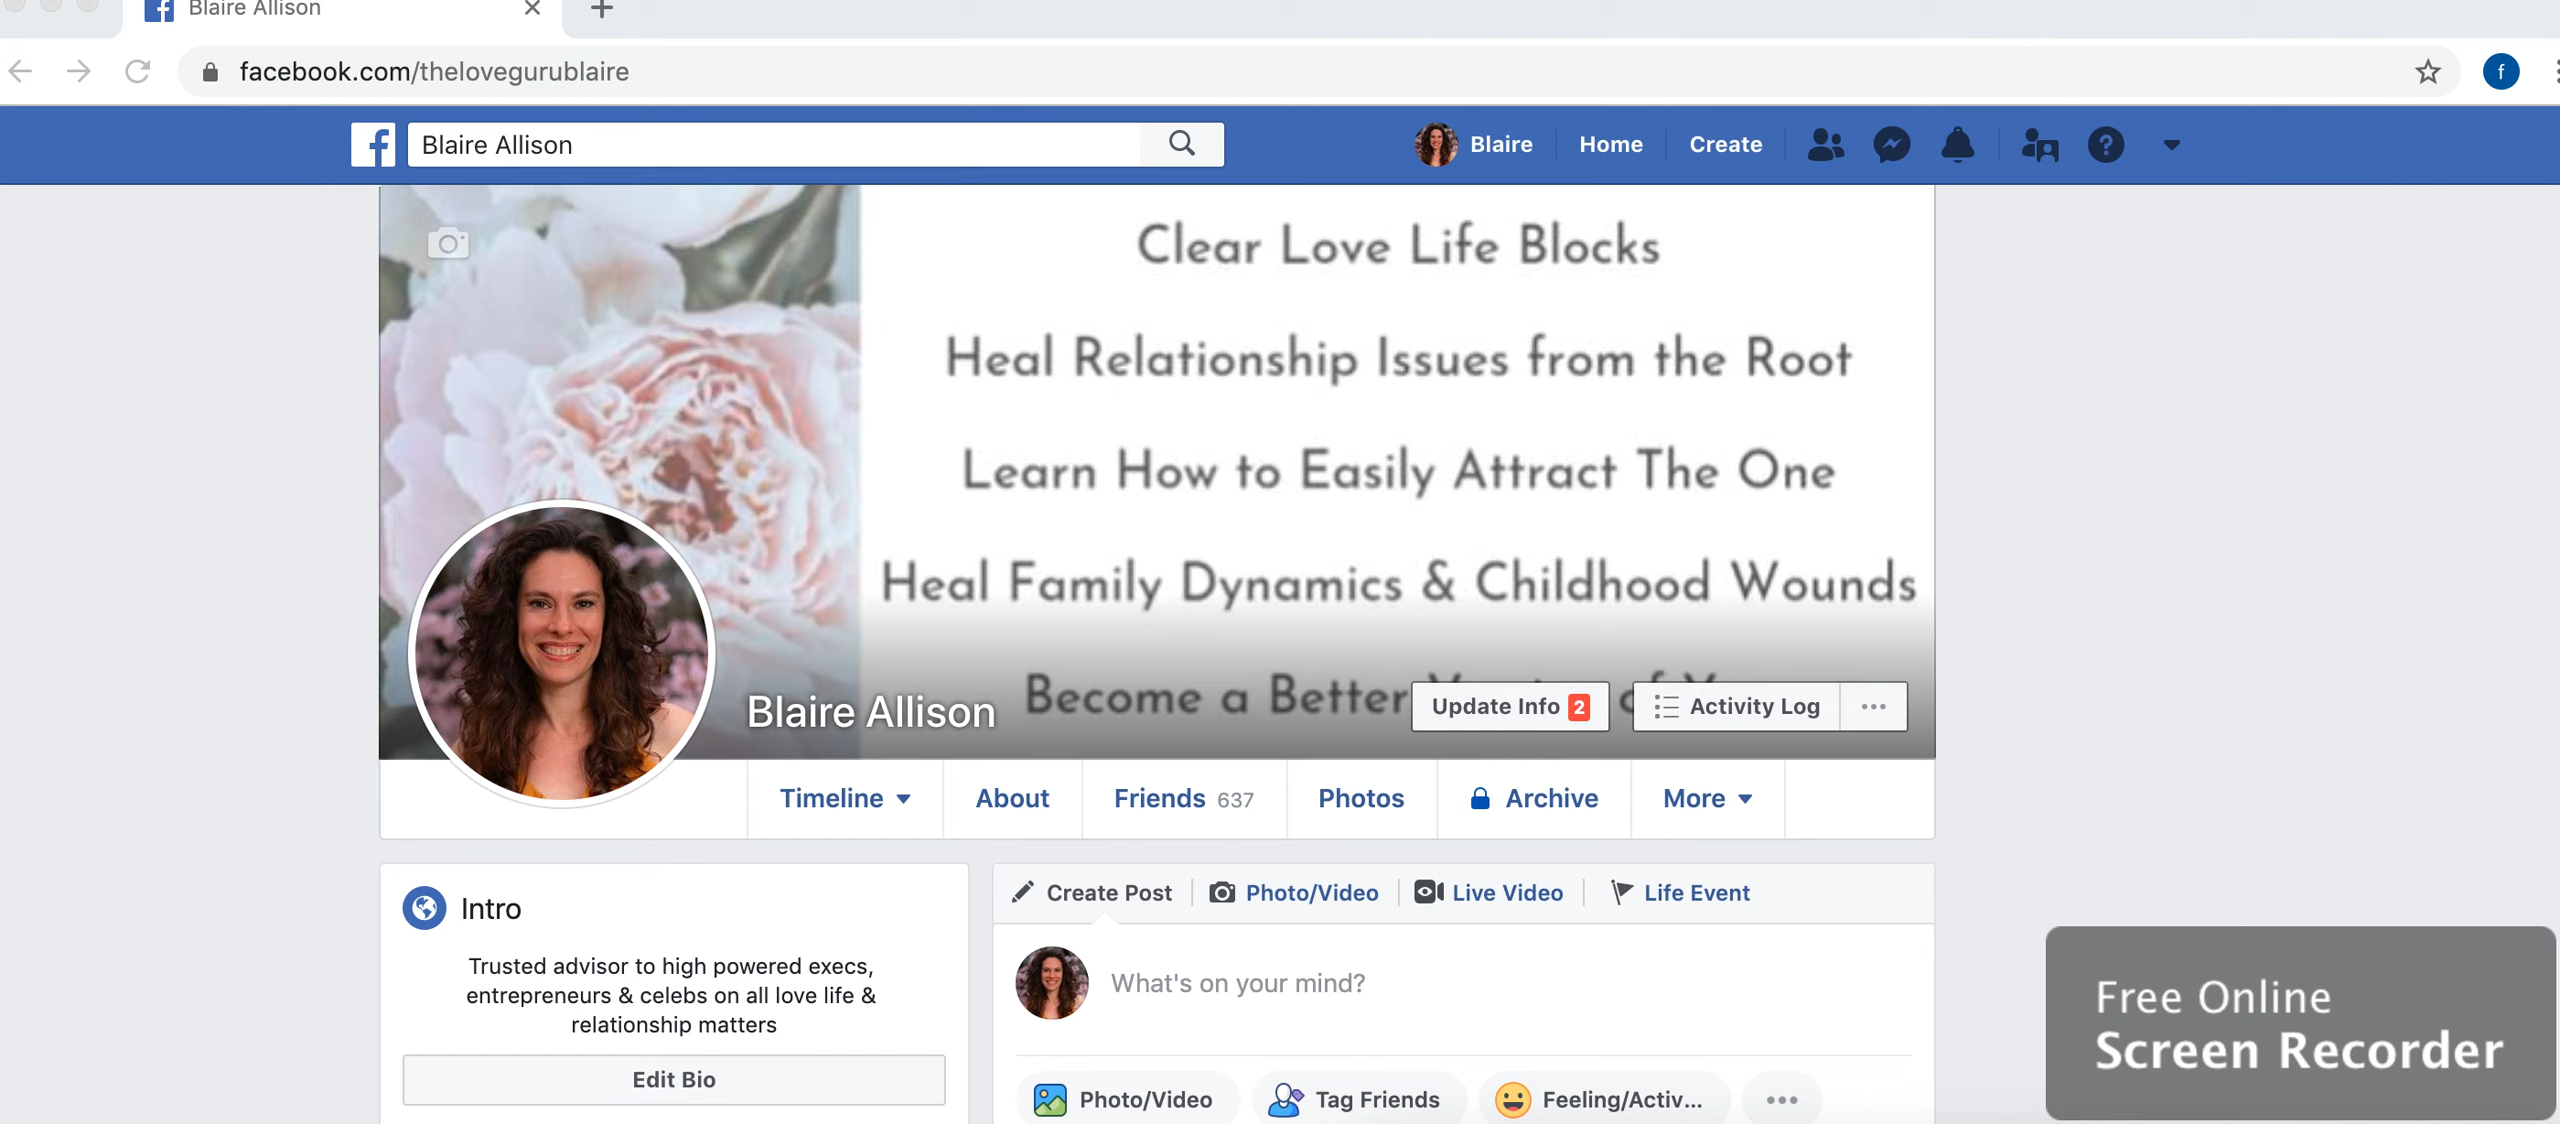 Blaire Allison
facebook.com/thelovegurublaire
f
Blaire Allison
Blaire
Home
Create
Clear Love Life Blocks
Heal Relationship Issues from the Root
Learn How to Easily Attract The One
Heal Family Dynamics & Childhood Wounds
Become a Better
Blaire Allison
Update Info 2
Activity Log
Timeline
About
Friends 637
Photos
Archive
More
Intro
Trusted advisor to high powered execs,
entrepreneurs & celebs on all love life &
relationship matters
Edit Bio
Create Post
Photo/Video
Live Video
Life Event
What's on your mind?
Photo/Video
Tag Friends
Feeling/Activ...
Free Online
Screen Recorder